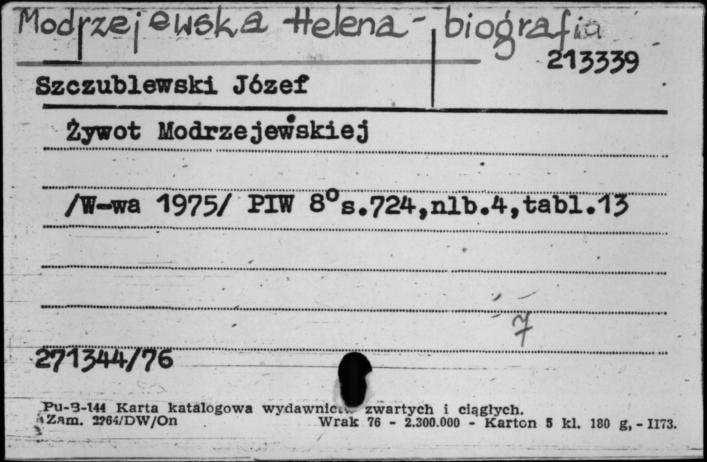 Modrzejewska Helena - biografia
213339
Szczublewski Józef
Żywot Modrzejewskiej
/W-wa 1975/ PIW 8° s.724,nlb.4,tabl.13
7
271344/76
Pu-B-144 Karta katalogowa wydawnictw zwartych i ciągłych.
Zam. 2264/DW/On Wrak 76 - 2.300.000 - Karton 5 kl. 180 g, - II73.